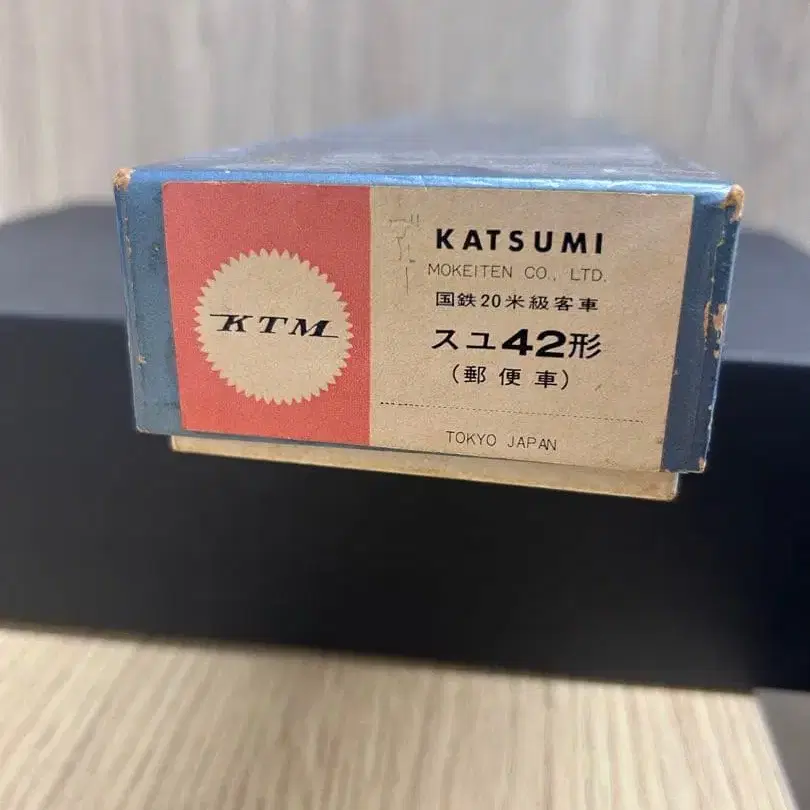 KTM
KATSUMI
MOKEITEN CO., LTD.
国鉄20米級客車
スユ42形
(郵便車)
TOKYO JAPAN